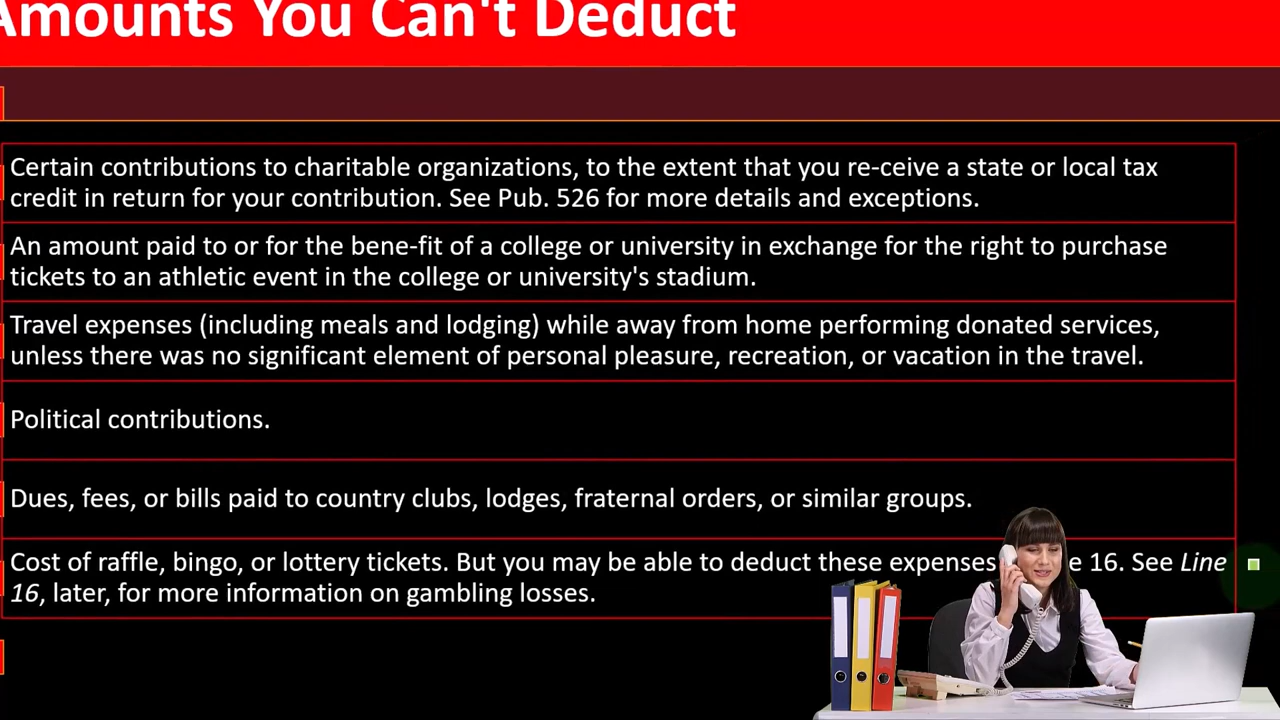 Amounts You Can't Deduct
Certain contributions to charitable organizations, to the extent that you re-ceive a state or local tax
credit in return for your contribution. See Pub. 526 for more details and exceptions.
An amount paid to or for the bene-fit of a college or university in exchange for the right to purchase
tickets to an athletic event in the college or university's stadium.
Travel expenses (including meals and lodging) while away from home performing donated services,
unless there was no significant element of personal pleasure, recreation, or vacation in the travel.
Political contributions.
Dues, fees, or bills paid to country clubs, lodges, fraternal orders, or similar groups.
Cost of raffle, bingo, or lottery tickets. But you may be able to deduct these expenses e 16. See Line
16, later, for more information on gambling losses.